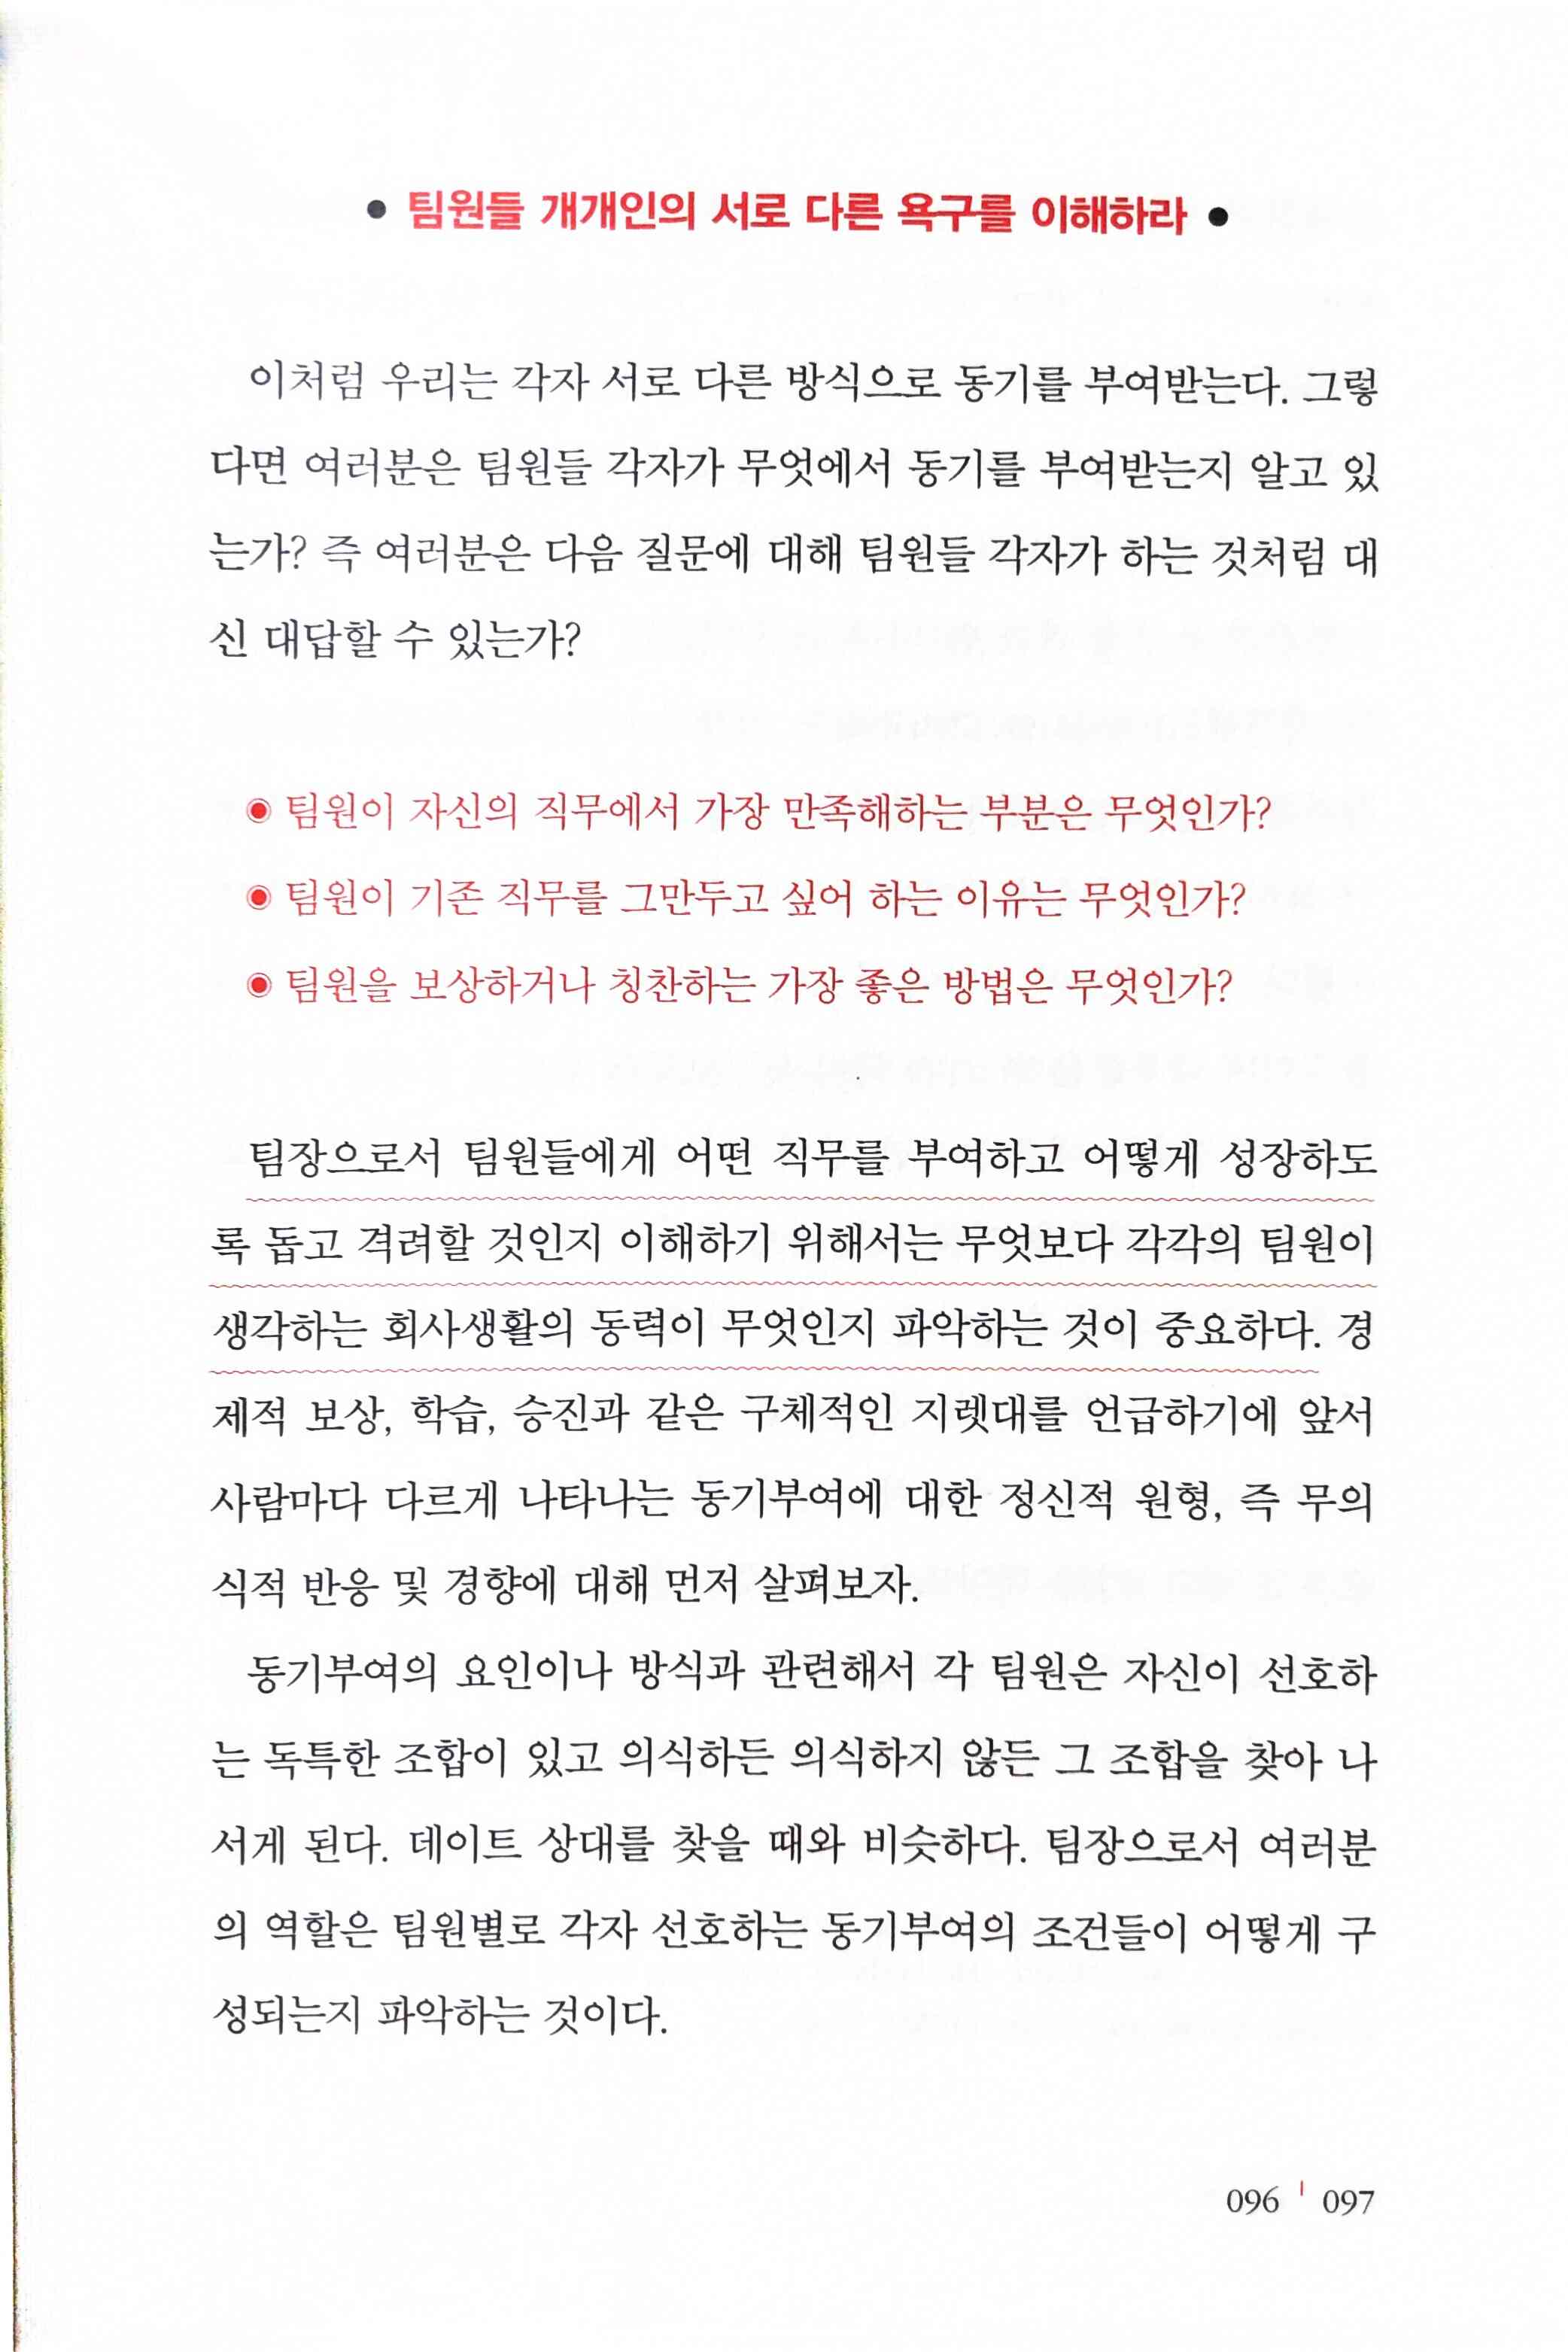 • 팀원들 개개인의 서로 다른 욕구를 이해하라 •
이처럼 우리는 각자 서로 다른 방식으로 동기를 부여받는다. 그렇
다면 여러분은 팀원들 각자가 무엇에서 동기를 부여받는지 알고 있
는가? 즉 여러분은 다음 질문에 대해 팀원들 각자가 하는 것처럼 대
신 대답할 수 있는가?
◉ 팀원이 자신의 직무에서 가장 만족해하는 부분은 무엇인가?
◉ 팀원이 기존 직무를 그만두고 싶어 하는 이유는 무엇인가?
◉ 팀원을 보상하거나 칭찬하는 가장 좋은 방법은 무엇인가?
팀장으로서 팀원들에게 어떤 직무를 부여하고 어떻게 성장하도
록 돕고 격려할 것인지 이해하기 위해서는 무엇보다 각각의 팀원이
생각하는 회사생활의 동력이 무엇인지 파악하는 것이 중요하다. 경
제적 보상, 학습, 승진과 같은 구체적인 지렛대를 언급하기에 앞서
사람마다 다르게 나타나는 동기부여에 대한 정신적 원형, 즉 무의
식적 반응 및 경향에 대해 먼저 살펴보자.
동기부여의 요인이나 방식과 관련해서 각 팀원은 자신이 선호하
는 독특한 조합이 있고 의식하든 의식하지 않든 그 조합을 찾아 나
서게 된다. 데이트 상대를 찾을 때와 비슷하다. 팀장으로서 여러분
의 역할은 팀원별로 각자 선호하는 동기부여의 조건들이 어떻게 구
성되는지 파악하는 것이다.
096 ǀ 097